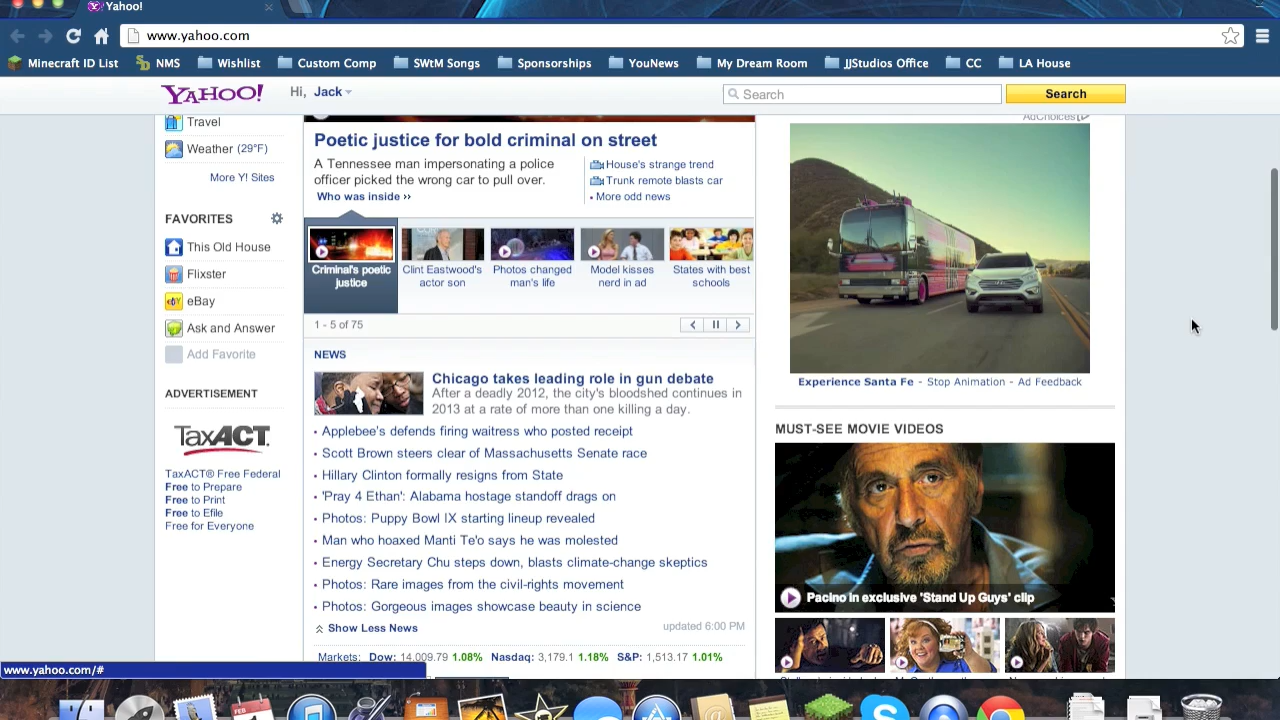 Yahoo!
www.yahoo.com
Minecraft ID List
NMS
Wishlist
Custom Comp
SWtM Songs
Sponsorships
YouNews
My Dream Room
JJStudios Office
CC
LA House
YAHOO!
Hi, Jack
Search
Search
Travel
Weather (29°F)
More Y! Sites
FAVORITES
This Old House
Flixster
eBay
Ask and Answer
Add Favorite
ADVERTISEMENT
TaxACT.
TaxACT® Free Federal
Free to Prepare
Free to Print
Free to Efile
Free for Everyone
Poetic justice for bold criminal on street
A Tennessee man impersonating a police
officer picked the wrong car to pull over.
Who was inside ››
House's strange trend
Trunk remote blasts car
• More odd news
Criminal's poetic
justice
Clint Eastwood's
actor son
Photos changed
man's life
Model kisses
nerd in ad
States with best
schools
1 - 5 of 75
NEWS
Chicago takes leading role in gun debate
After a deadly 2012, the city's bloodshed continues in
2013 at a rate of more than one killing a day.
• Applebee's defends firing waitress who posted receipt
• Scott Brown steers clear of Massachusetts Senate race
• Hillary Clinton formally resigns from State
• 'Pray 4 Ethan': Alabama hostage standoff drags on
• Photos: Puppy Bowl IX starting lineup revealed
• Man who hoaxed Manti Te'o says he was molested
• Energy Secretary Chu steps down, blasts climate-change skeptics
• Photos: Rare images from the civil-rights movement
• Photos: Gorgeous images showcase beauty in science
Show Less News
updated 6:00 PM
Markets: Dow: 14,009.79 1.08% Nasdaq: 3,179.1 1.18% S&P: 1,513.17 1.01%
AdChoices
Experience Santa Fe - Stop Animation - Ad Feedback
MUST-SEE MOVIE VIDEOS
Pacino in exclusive 'Stand Up Guys' clip
www.yahoo.com/#
FEB